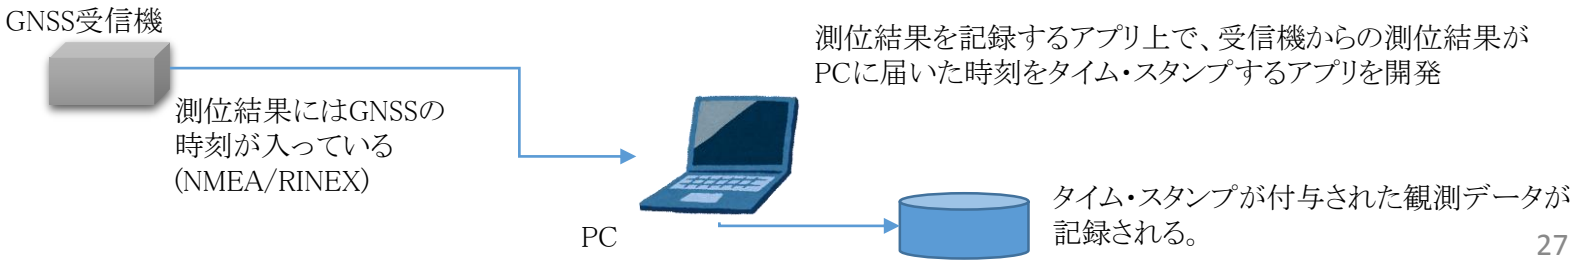 GNSS受信機
測位結果にはGNSSの
時刻が入っている
(NMEA/RINEX)
測位結果を記録するアプリ上で、受信機からの測位結果が
PCに届いた時刻をタイム・スタンプするアプリを開発
PC
タイム・スタンプが付与された観測データが
記録される。
27